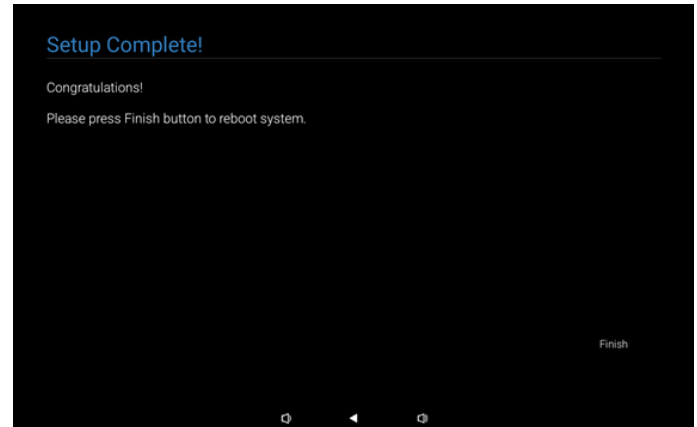 Setup Complete!
Congratulations!
Please press Finish button to reboot system.
Finish